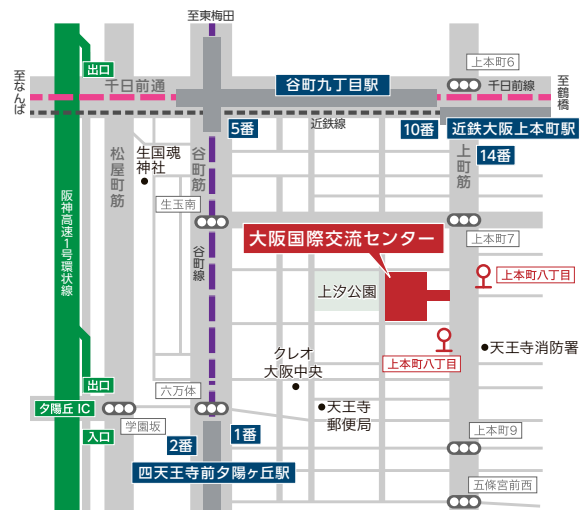 至東梅田
出口
上本町6
至なんば
千日前通
谷町九丁目駅
千日前線
至鶴橋
5番
近鉄線
10番
近鉄大阪上本町駅
松屋町筋
生国魂
神社
谷町筋
上町筋
14番
阪神高速1号環状線
生玉南
谷町線
大阪国際交流センター
上本町7
上汐公園
上本町八丁目
上本町八丁目
天王寺消防署
クレオ
大阪中央
出口
六万体
夕陽丘 IC
天王寺
郵便局
学園坂
入口
2番
1番
上本町9
四天王寺前夕陽ヶ丘駅
五條宮前西